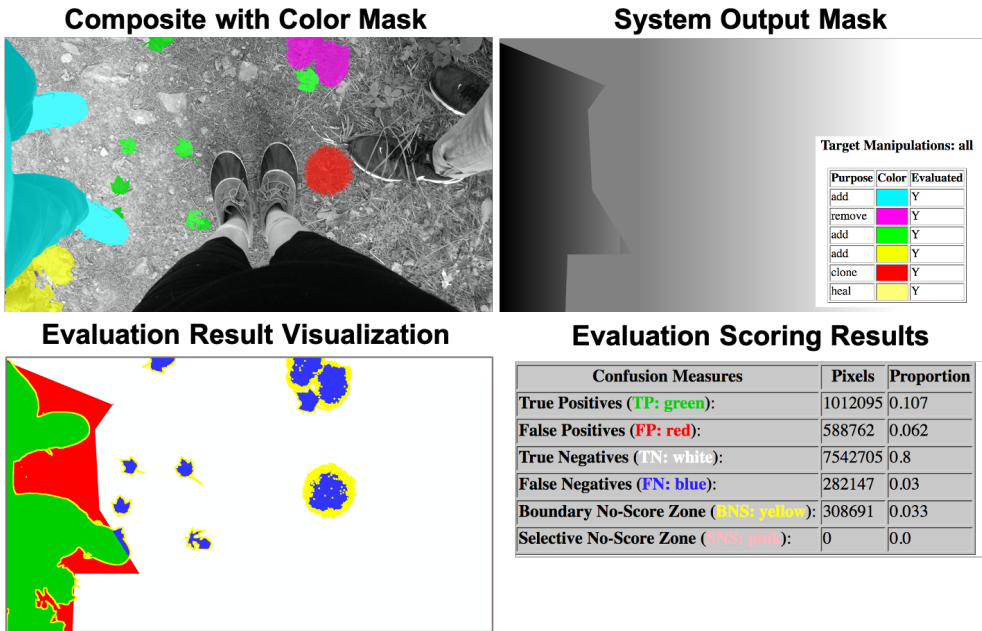 Composite with Color Mask
System Output Mask
Target Manipulations: all
Purpose Color Evaluated
add Y
remove Y
add Y
add Y
clone Y
heal Y
Evaluation Result Visualization
Evaluation Scoring Results
Confusion Measures Pixels Proportion
True Positives (TP: green): 1012095 0.107
False Positives (FP: red): 588762 0.062
True Negatives (TN: white): 7542705 0.8
False Negatives (FN: blue): 282147 0.03
Boundary No-Score Zone (BNS: yellow): 308691 0.033
Selective No-Score Zone (SNS: pink): 0 0.0